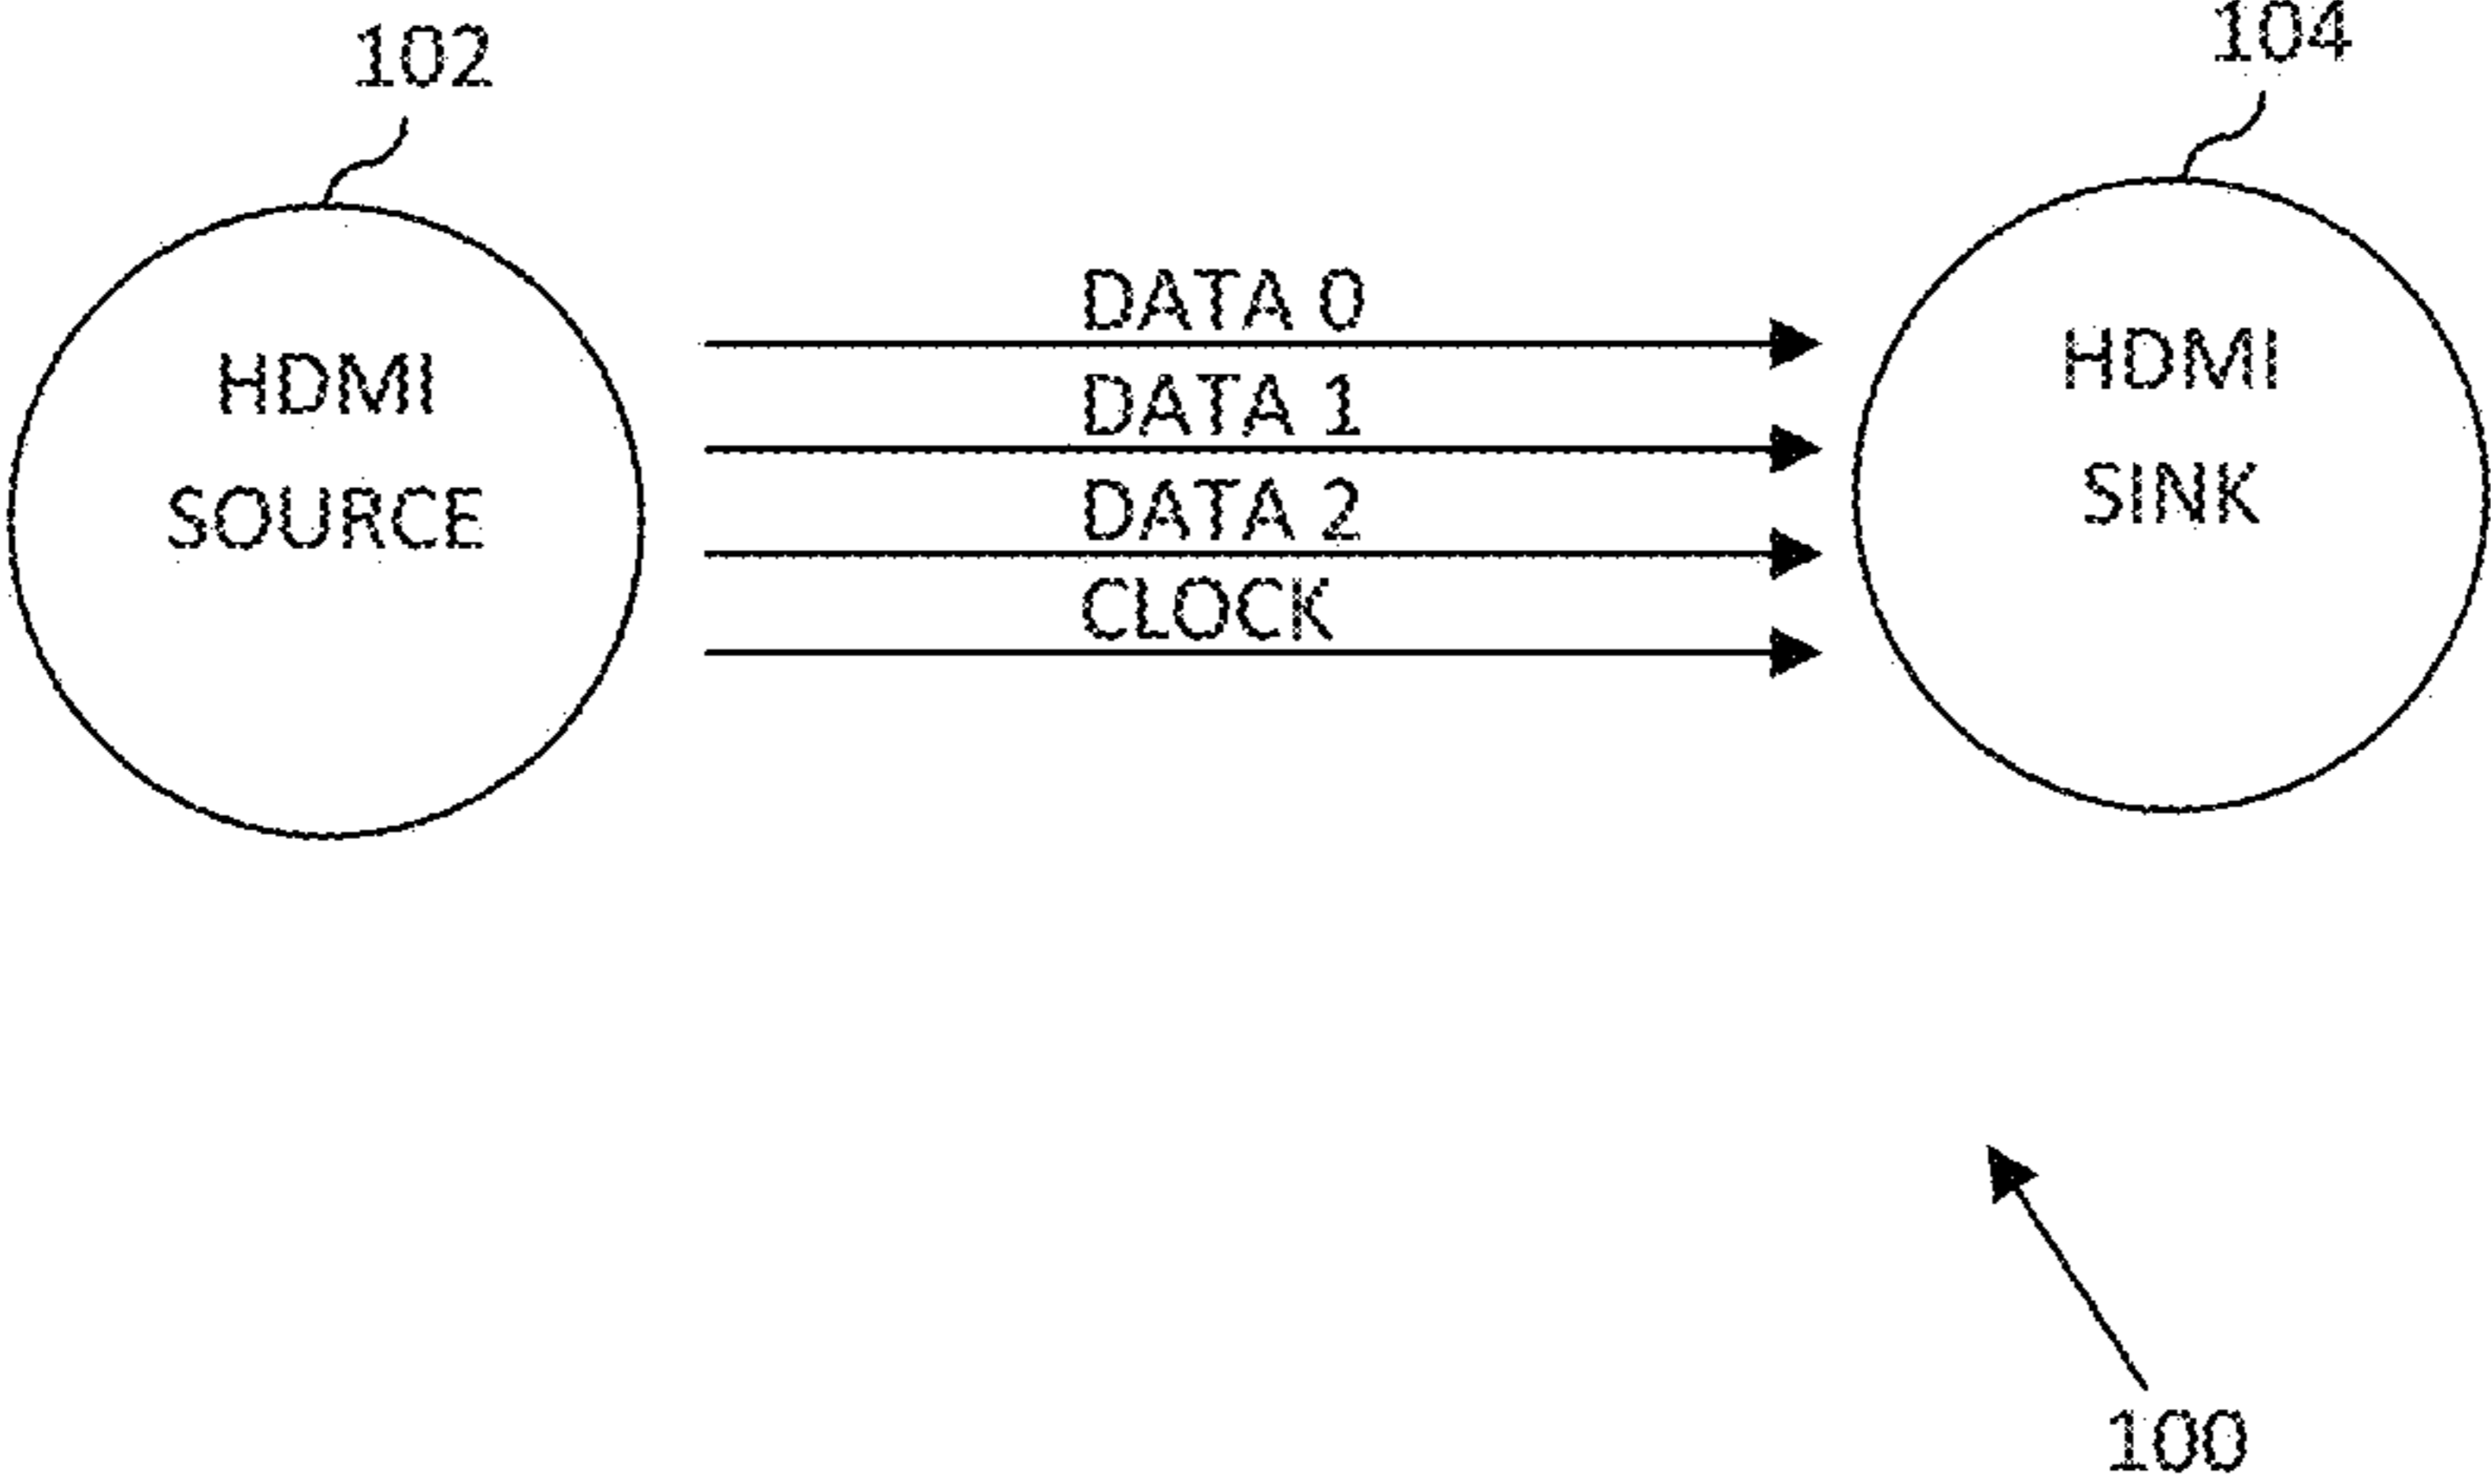 102
104
HDMI
SOURCE
DATA 0
DATA 1
DATA 2
CLOCK
HDMI
SINK
100